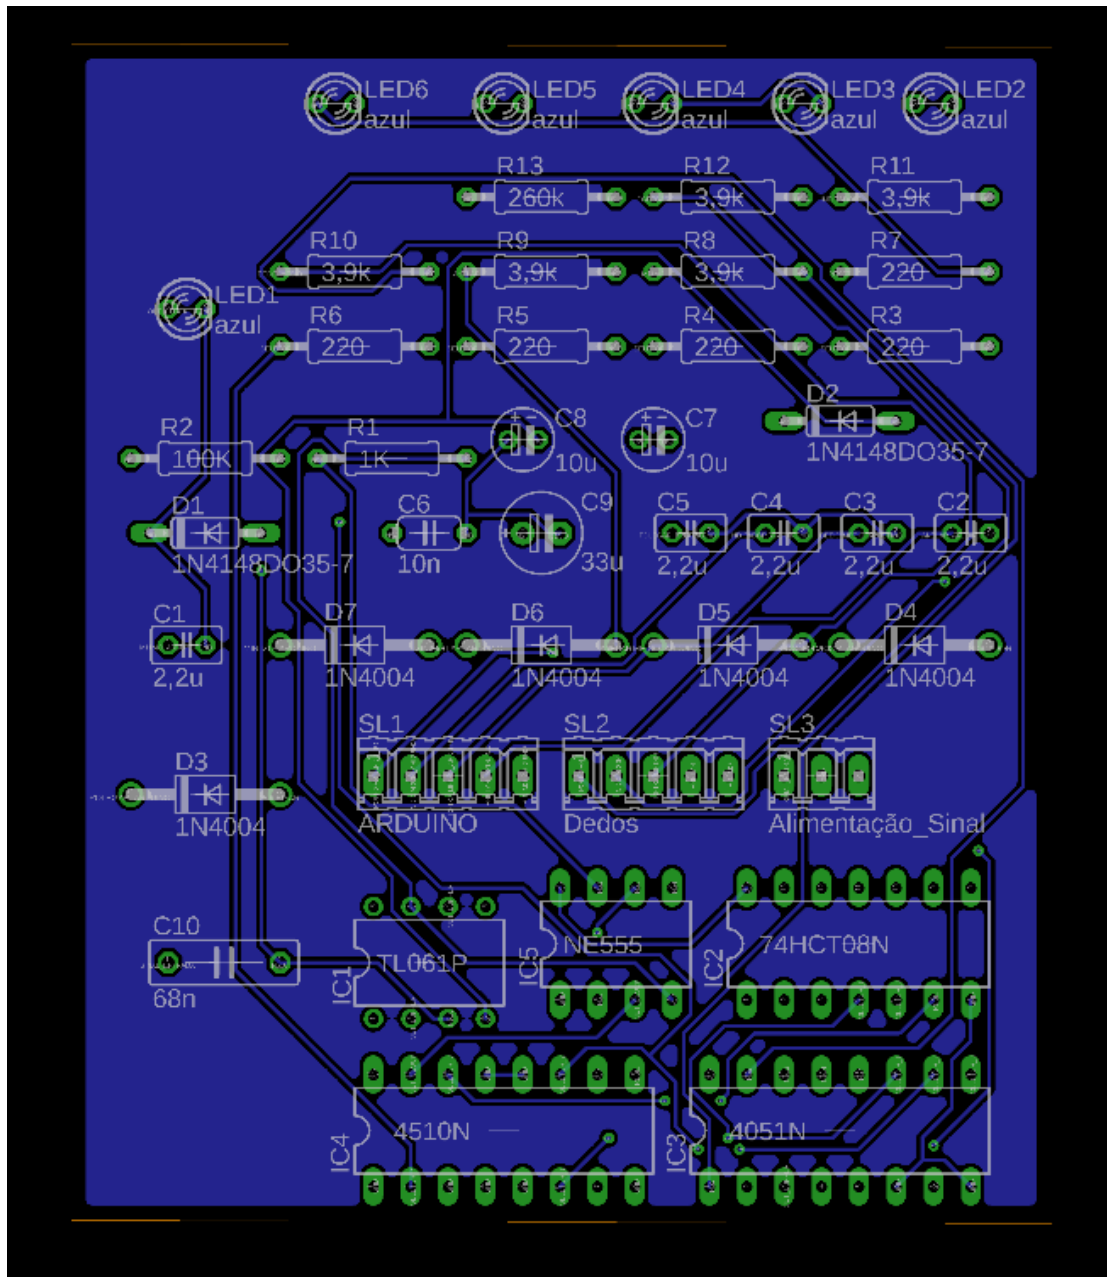 LED6
azul
LED5
azul
LED4
azul
LED3
azul
LED2
azul
R13
260k
R12
3,9k
R11
3,9k
R10
3,9k
R9
3,9k
R8
3,9k
R7
220
LED1
azul
R6
220
R5
220
R4
220
R3
220
D2
1N4148DO35-7
R2
100K
R1
1K
C8
10u
C7
10u
D1
1N4148DO35-7
C6
10n
C9
33u
C5
2,2u
C4
2,2u
C3
2,2u
C2
2,2u
C1
2,2u
D7
1N4004
D6
1N4004
D5
1N4004
D4
1N4004
SL1
ARDUINO
SL2
Dedos
SL3
Alimentação_Sinal
D3
1N4004
C10
68n
IC1
TL061P
IC5
NE555
IC2
74HCT08N
IC4
4510N
IC3
4051N